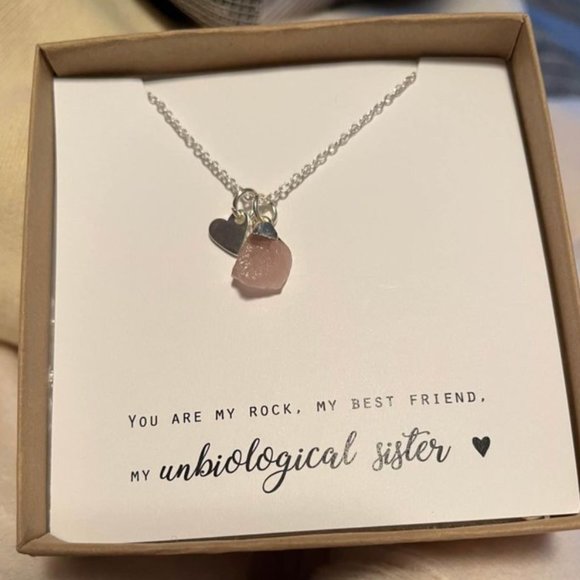 You are my rock, my best friend,
my unbiological sister ♥